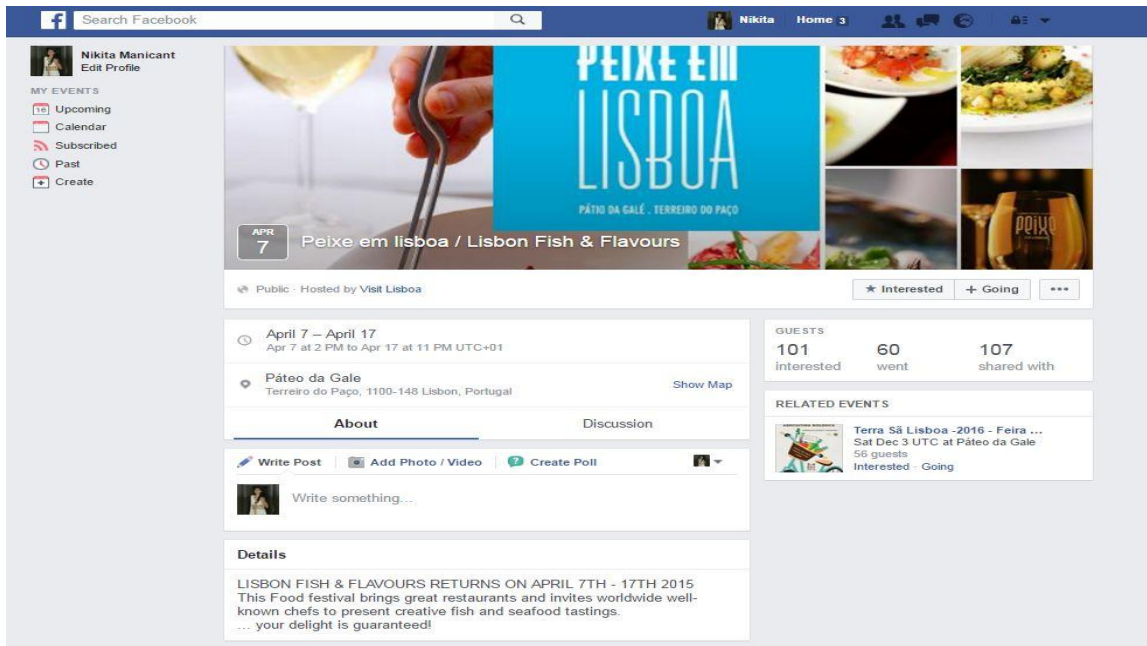 f Search Facebook Nikita Home 3
Nikita Manicant
Edit Profile
MY EVENTS
16 Upcoming
Calendar
Subscribed
Past
Create
PEIXE EM
LISBOA
PÁTIO DA GALÉ . TERREIRO DO PAÇO
PEIXE
APR
7
Peixe em lisboa / Lisbon Fish & Flavours
Public · Hosted by Visit Lisboa
★ Interested + Going •••
April 7 – April 17
Apr 7 at 2 PM to Apr 17 at 11 PM UTC+01
Páteo da Gale
Terreiro do Paço, 1100-148 Lisbon, Portugal
Show Map
About Discussion
Write Post Add Photo / Video Create Poll
Write something...
Details
LISBON FISH & FLAVOURS RETURNS ON APRIL 7TH - 17TH 2015
This Food festival brings great restaurants and invites worldwide well-
known chefs to present creative fish and seafood tastings.
... your delight is guaranteed!
GUESTS
101 60 107
interested went shared with
RELATED EVENTS
Terra Sã Lisboa -2016 - Feira ...
Sat Dec 3 UTC at Páteo da Gale
56 guests
Interested · Going